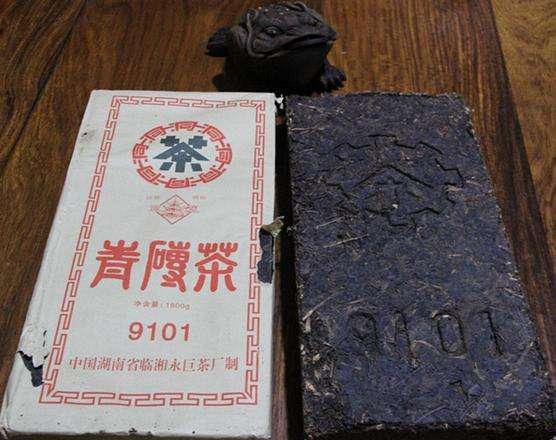 茶
青磚茶
净含量: 1800g
9101
中国湖南省临湘永巨茶厂制
9101